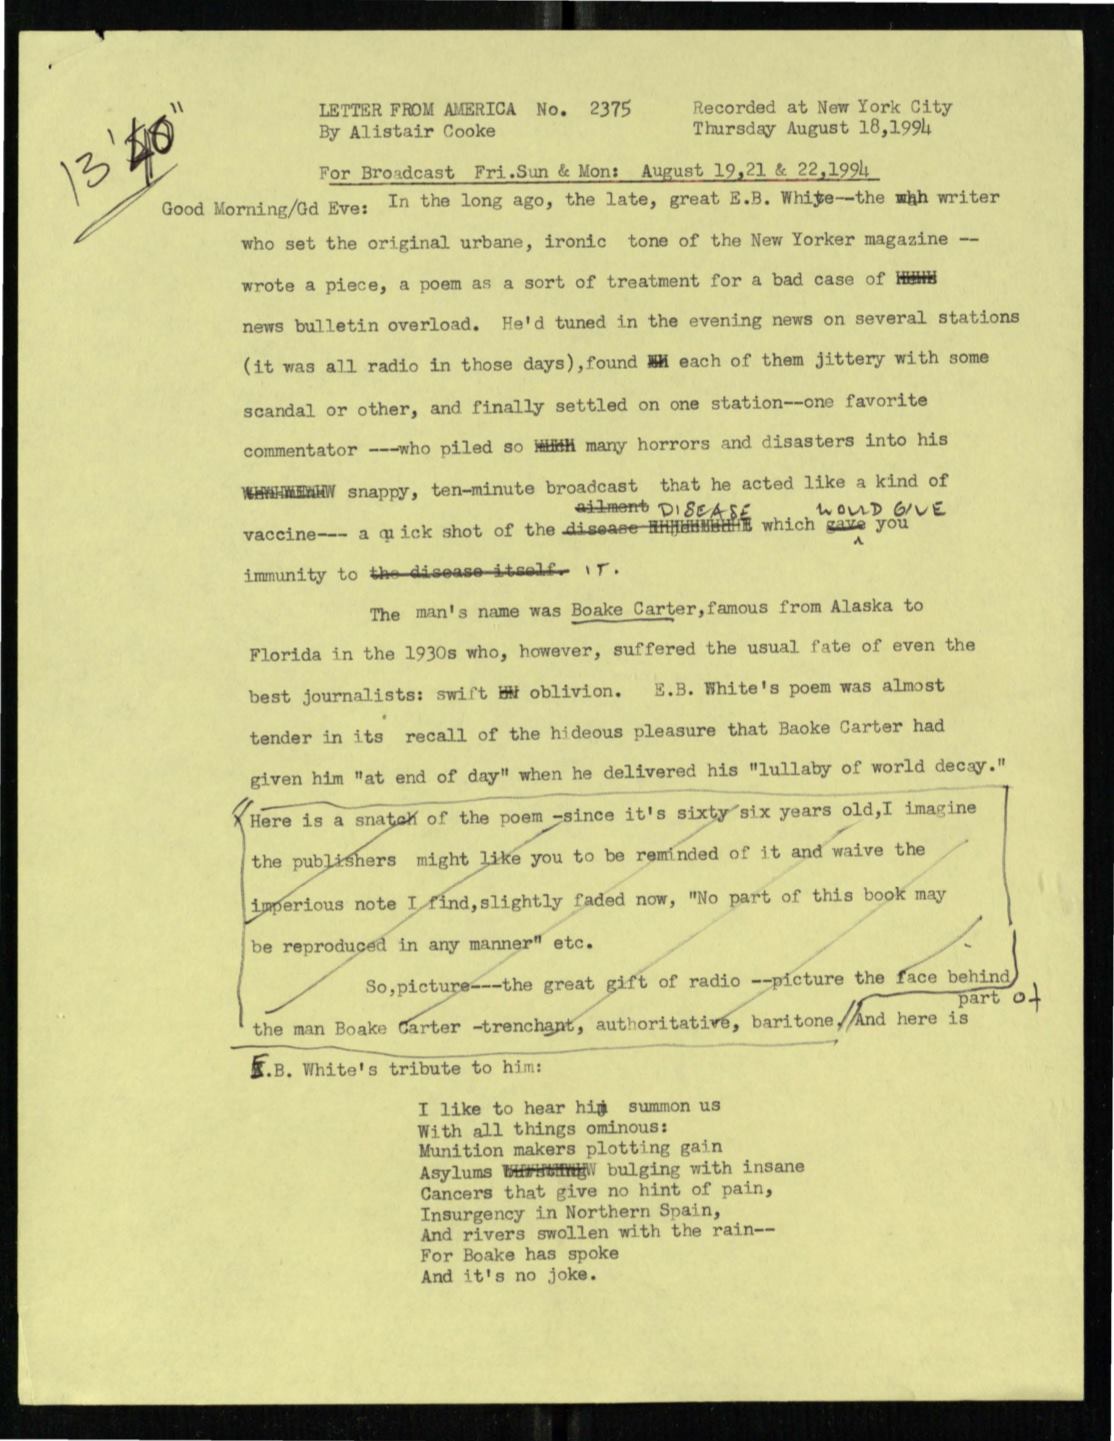 13'40"
LETTER FROM AMERICA No. 2375 Recorded at New York City
By Alistair Cooke Thursday August 18,1994
For Broadcast Fri.Sun & Mon: August 19,21 & 22,1994
Good Morning/Gd Eve: In the long ago, the late, great E.B. White--the whh writer
who set the original urbane, ironic tone of the New Yorker magazine --
wrote a piece, a poem as a sort of treatment for a bad case of
news bulletin overload. He'd tuned in the evening news on several stations
(it was all radio in those days),found each of them jittery with some
scandal or other, and finally settled on one station--one favorite
commentator ---who piled so many horrors and disasters into his
snappy, ten-minute broadcast that he acted like a kind of
ailment DISEASE WOULD GIVE
vaccine--- a quick shot of the disease which gave you
immunity to the disease itself. IT.
The man's name was Boake Carter,famous from Alaska to
Florida in the 1930s who, however, suffered the usual fate of even the
best journalists: swift oblivion. E.B. White's poem was almost
tender in its recall of the hideous pleasure that Baoke Carter had
given him "at end of day" when he delivered his "lullaby of world decay."
Here is a snatch of the poem -since it's sixty six years old,I imagine
the publishers might like you to be reminded of it and waive the
imperious note I find,slightly faded now, "No part of this book may
be reproduced in any manner" etc.
So,picture---the great gift of radio --picture the face behind
part of
the man Boake Carter -trenchant, authoritative, baritone. And here is
E.B. White's tribute to him:
I like to hear him summon us
With all things ominous:
Munition makers plotting gain
Asylums bulging with insane
Cancers that give no hint of pain,
Insurgency in Northern Spain,
And rivers swollen with the rain--
For Boake has spoke
And it's no joke.